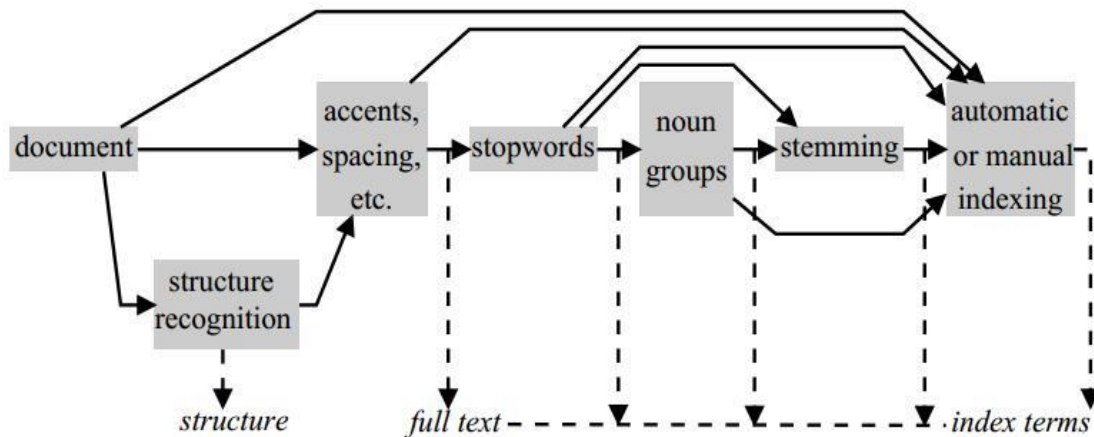 document
accents,
spacing,
etc.
stopwords
noun
groups
stemming
automatic
or manual
indexing
structure
recognition
structure
full text
index terms